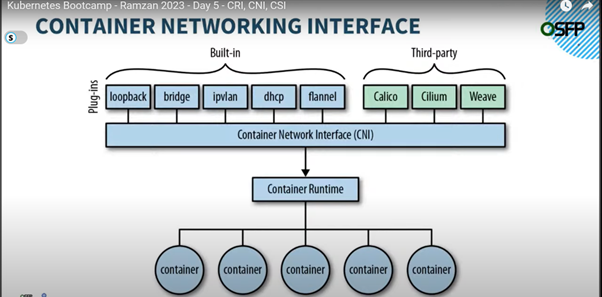 Kubernetes Bootcamp - Ramzan 2023 - Day 5 - CRI, CNI, CSI
CONTAINER NETWORKING INTERFACE
OSFP
S
Built-in
Third-party
Plug-ins
loopback
bridge
ipvlan
dhcp
flannel
Calico
Cilium
Weave
Container Network Interface (CNI)
Container Runtime
container
container
container
container
container